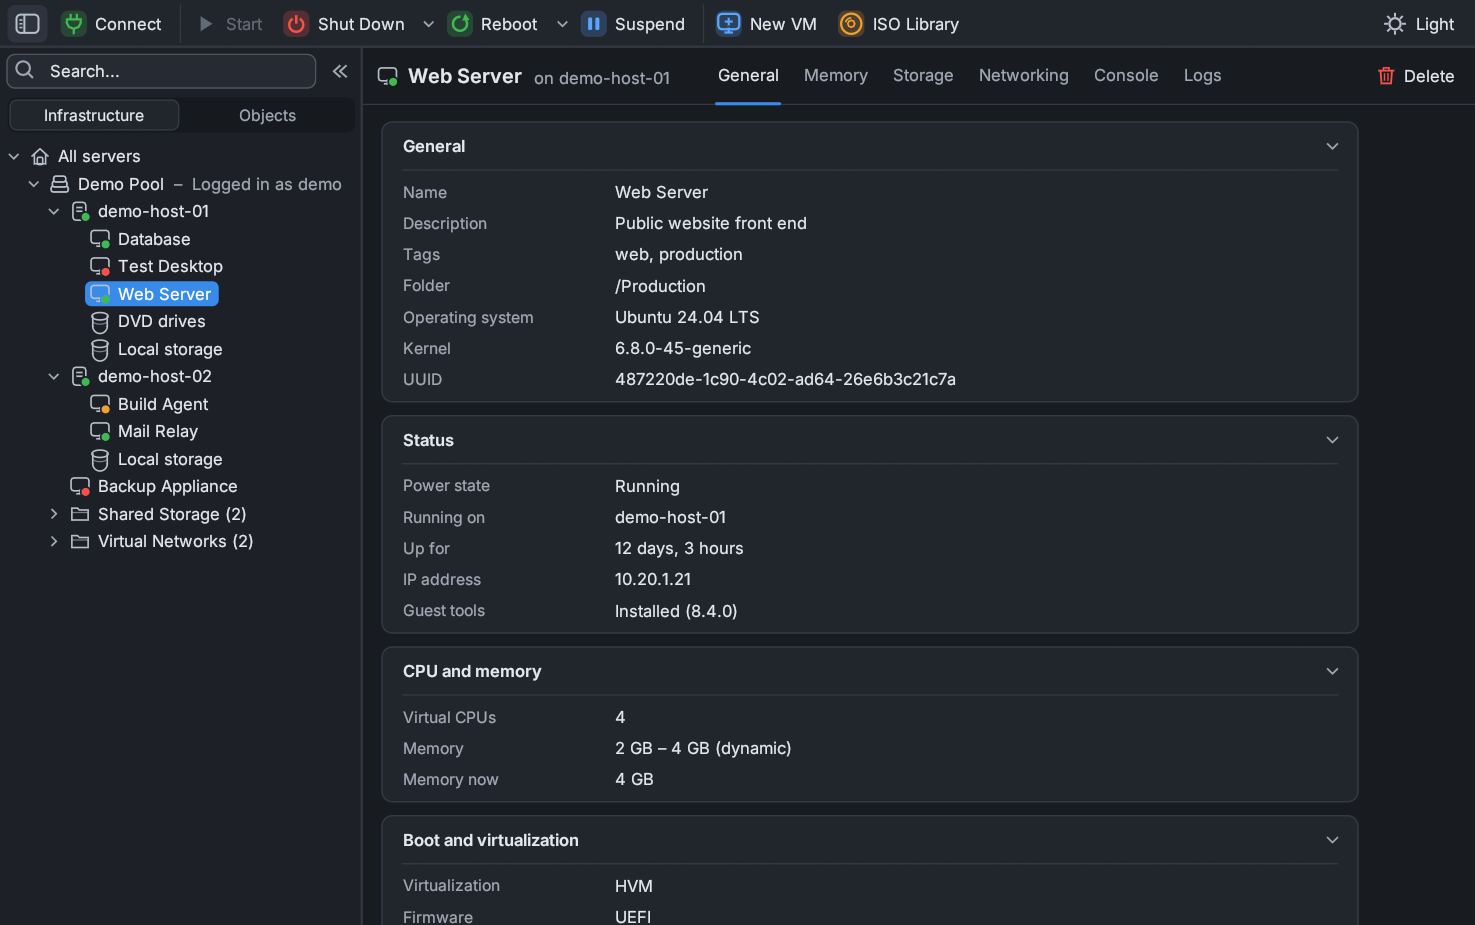 Connect Start Shut Down Reboot Suspend New VM ISO Library Light
Search...
Web Server on demo-host-01 General Memory Storage Networking Console Logs Delete
Infrastructure Objects
All servers
Demo Pool – Logged in as demo
demo-host-01
Database
Test Desktop
Web Server
DVD drives
Local storage
demo-host-02
Build Agent
Mail Relay
Local storage
Backup Appliance
Shared Storage (2)
Virtual Networks (2)
General
Name Web Server
Description Public website front end
Tags web, production
Folder /Production
Operating system Ubuntu 24.04 LTS
Kernel 6.8.0-45-generic
UUID 487220de-1c90-4c02-ad64-26e6b3c21c7a
Status
Power state Running
Running on demo-host-01
Up for 12 days, 3 hours
IP address 10.20.1.21
Guest tools Installed (8.4.0)
CPU and memory
Virtual CPUs 4
Memory 2 GB – 4 GB (dynamic)
Memory now 4 GB
Boot and virtualization
Virtualization HVM
Firmware UEFI